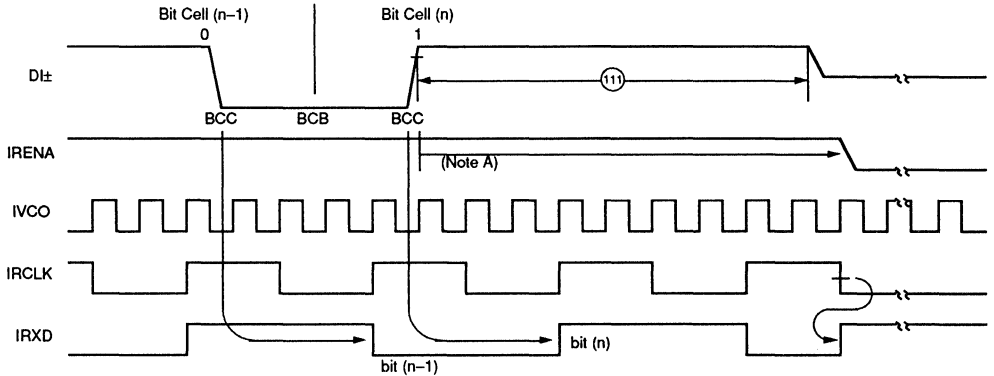 Bit Cell (n–1)
0
Bit Cell (n)
1
DI±
111
BCC
BCB
BCC
IRENA
(Note A)
IVCO
IRCLK
IRXD
bit (n–1)
bit (n)